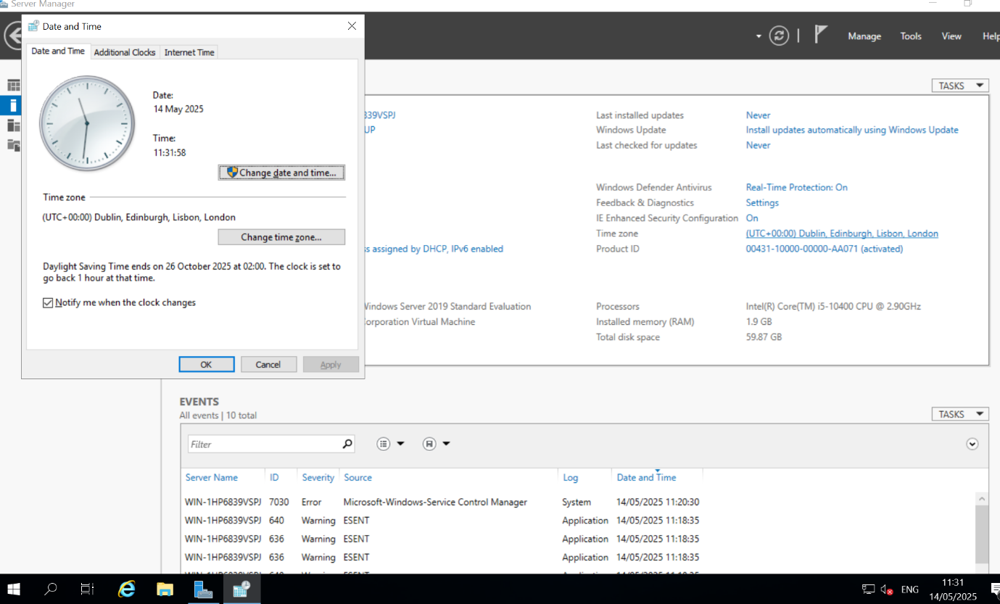 Server Manager
Manage Tools View Help
Date and Time
Date and Time Additional Clocks Internet Time
Date:
14 May 2025
Time:
11:31:58
Change date and time...
Time zone
(UTC+00:00) Dublin, Edinburgh, Lisbon, London
Change time zone...
Daylight Saving Time ends on 26 October 2025 at 02:00. The clock is set to
go back 1 hour at that time.
Notify me when the clock changes
OK Cancel Apply
TASKS
839VSPJ
UP
Last installed updates Never
Windows Update Install updates automatically using Windows Update
Last checked for updates Never
Windows Defender Antivirus Real-Time Protection: On
Feedback & Diagnostics Settings
IE Enhanced Security Configuration On
Time zone (UTC+00:00) Dublin, Edinburgh, Lisbon, London
ss assigned by DHCP, IPv6 enabled Product ID 00431-10000-00000-AA071 (activated)
Windows Server 2019 Standard Evaluation Processors Intel(R) Core(TM) i5-10400 CPU @ 2.90GHz
orporation Virtual Machine Installed memory (RAM) 1.9 GB
Total disk space 59.87 GB
EVENTS
All events | 10 total
TASKS
Filter
Server Name ID Severity Source Log Date and Time
WIN-1HP6839VSPJ 7030 Error Microsoft-Windows-Service Control Manager System 14/05/2025 11:20:30
WIN-1HP6839VSPJ 640 Warning ESENT Application 14/05/2025 11:18:35
WIN-1HP6839VSPJ 636 Warning ESENT Application 14/05/2025 11:18:35
WIN-1HP6839VSPJ 636 Warning ESENT Application 14/05/2025 11:18:35
ENG
11:31
14/05/2025